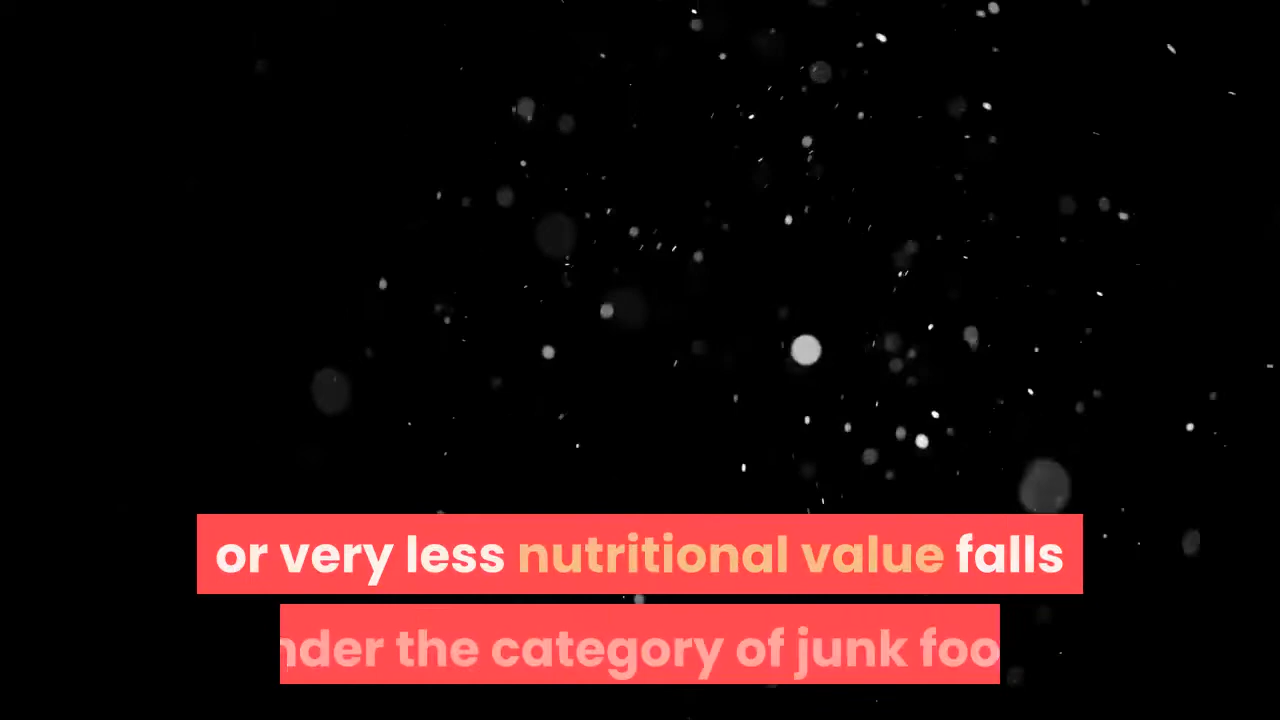 or very less nutritional value falls
nder the category of junk foo